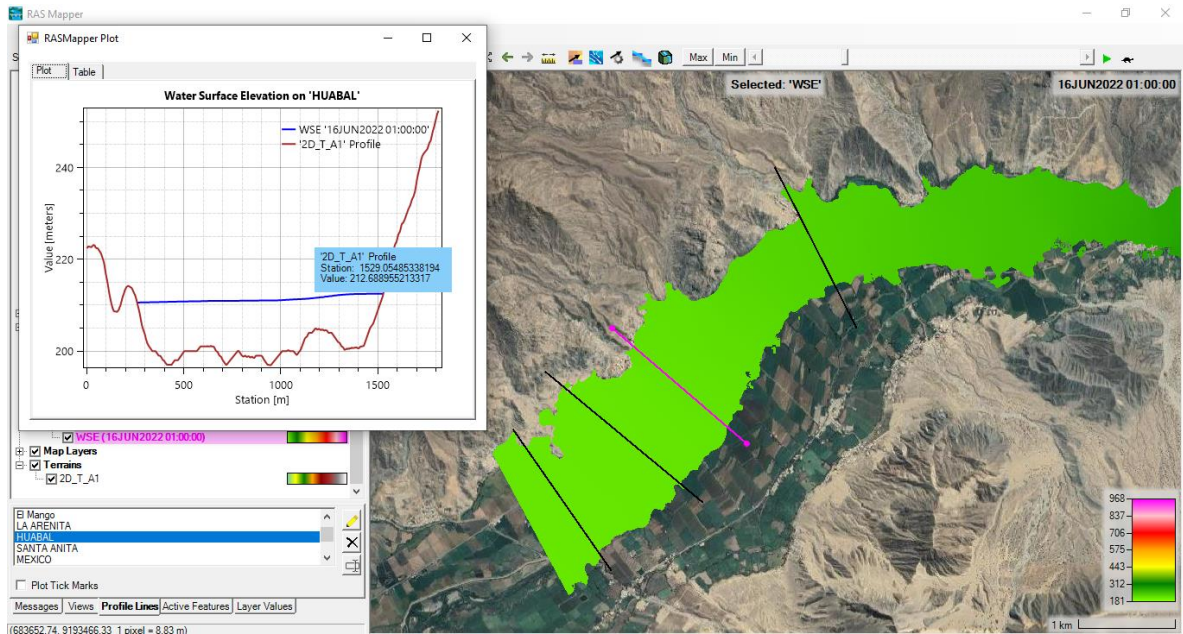 RAS Mapper
RASMapper Plot
Plot
Table
Max
Min
Water Surface Elevation on 'HUABAL'
WSE '16JUN2022 01:00:00'
'2D_T_A1' Profile
Value [meters]
240
220
200
'2D_T_A1' Profile
Station: 1529.05485338194
Value: 212.688955213317
0
500
1000
1500
Station [m]
Selected: 'WSE'
16JUN2022 01:00:00
WSE (16JUN2022 01:00:00)
Map Layers
Terrains
2D_T_A1
El Mango
LA ARENITA
HUABAL
SANTA ANITA
MEXICO
Plot Tick Marks
Messages
Views
Profile Lines
Active Features
Layer Values
(683652.74, 9193466.33 1 pixel = 8.83 m)
968
837
706
575
443
312
181
1 km